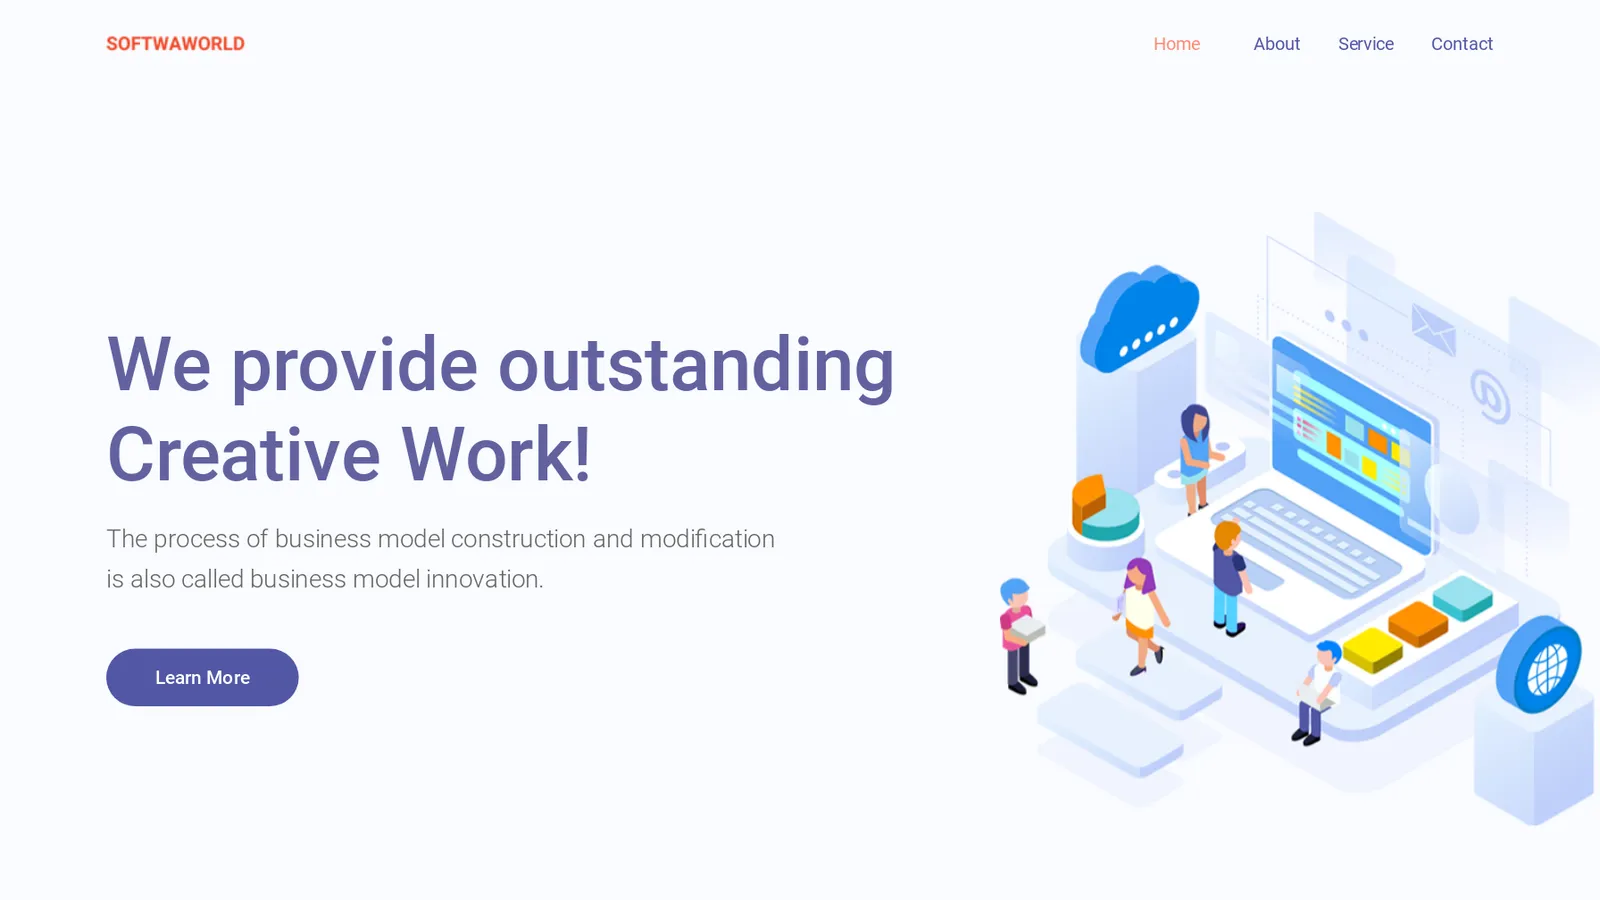 SOFTWAWORLD
Home About Service Contact
We provide outstanding
Creative Work!
The process of business model construction and modification
is also called business model innovation.
Learn More